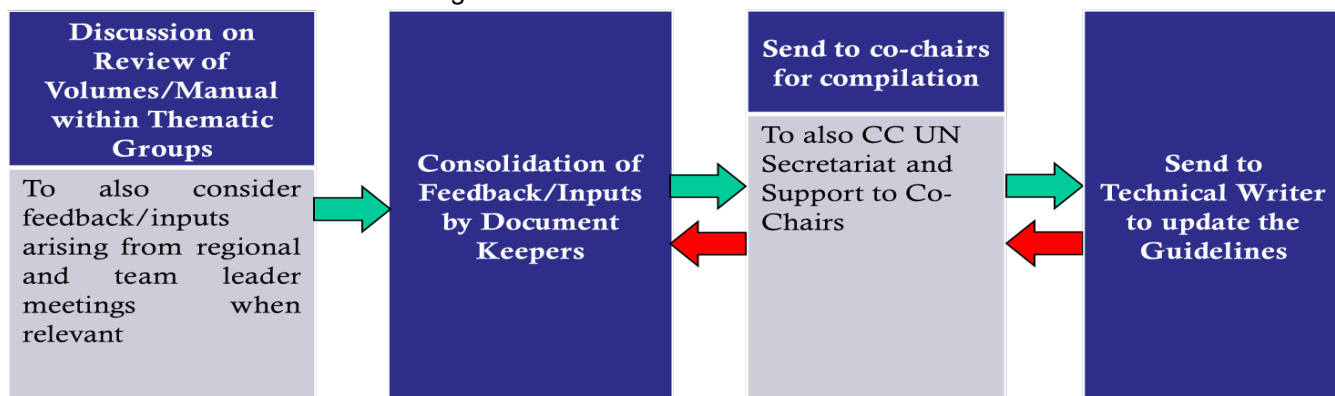 Discussion on
Review of
Volumes/Manual
within Thematic
Groups
To also consider
feedback/inputs
arising from regional
and team leader
meetings when
relevant
Consolidation of
Feedback/Inputs
by Document
Keepers
Send to co-chairs
for compilation
To also CC UN
Secretariat and
Support to Co-
Chairs
Send to
Technical Writer
to update the
Guidelines